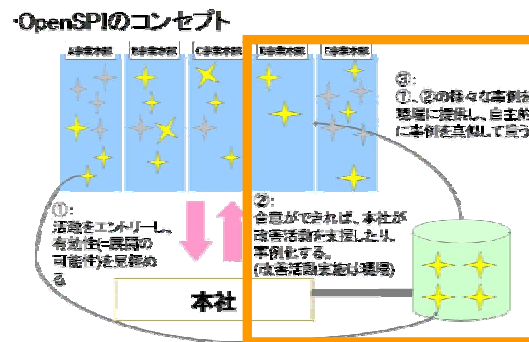 ・OpenSPIのコンセプト
A事業本部 B事業本部 C事業本部 D事業本部 E事業本部
①:
活動をエントリーし、
有効性(=展開の
可能性)を見極め
る。
②:
合意ができれば、本社が
改善活動を支援したり、
事例化する。
(改善活動実施は現場)
③:
①、②の様々な事例を
現場に提供し、自主的
に事例を真似して貰う
本社